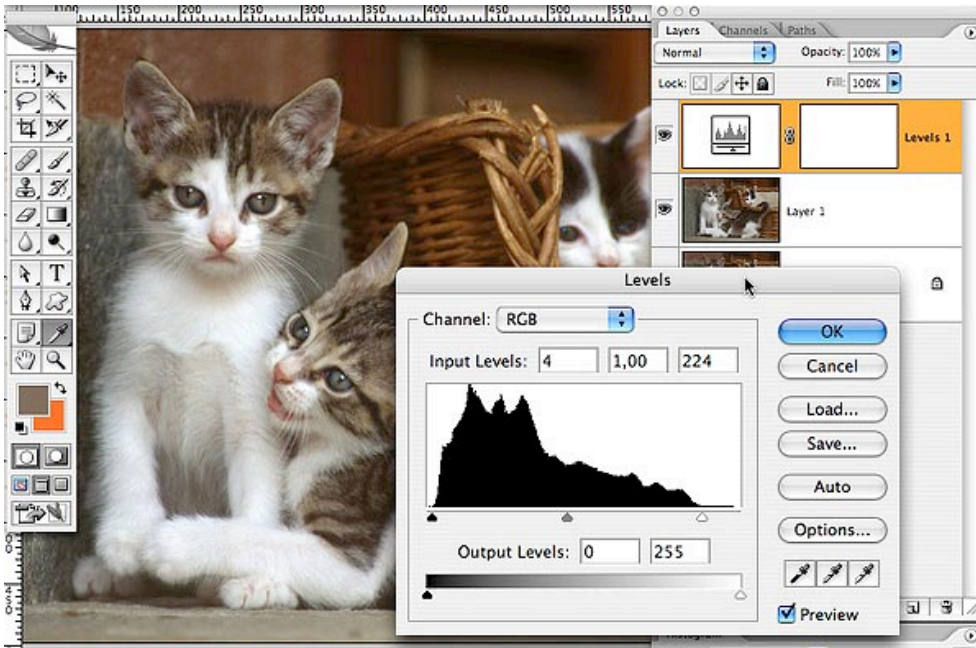 100 150 200 250 300 350 400 450 500 550
Layers Channels Paths
Normal Opacity: 100%
Lock: Fill: 100%
Levels 1
Layer 1
Levels
Channel: RGB
OK
Input Levels: 4 1,00 224
Cancel
Load...
Save...
Auto
Options...
Output Levels: 0 255
Preview
T